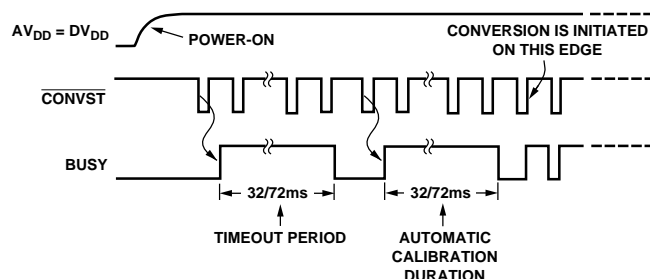 AVDD = DVDD
POWER-ON
CONVERSION IS INITIATED
ON THIS EDGE
CONVST
BUSY
32/72ms
32/72ms
TIMEOUT PERIOD
AUTOMATIC
CALIBRATION
DURATION